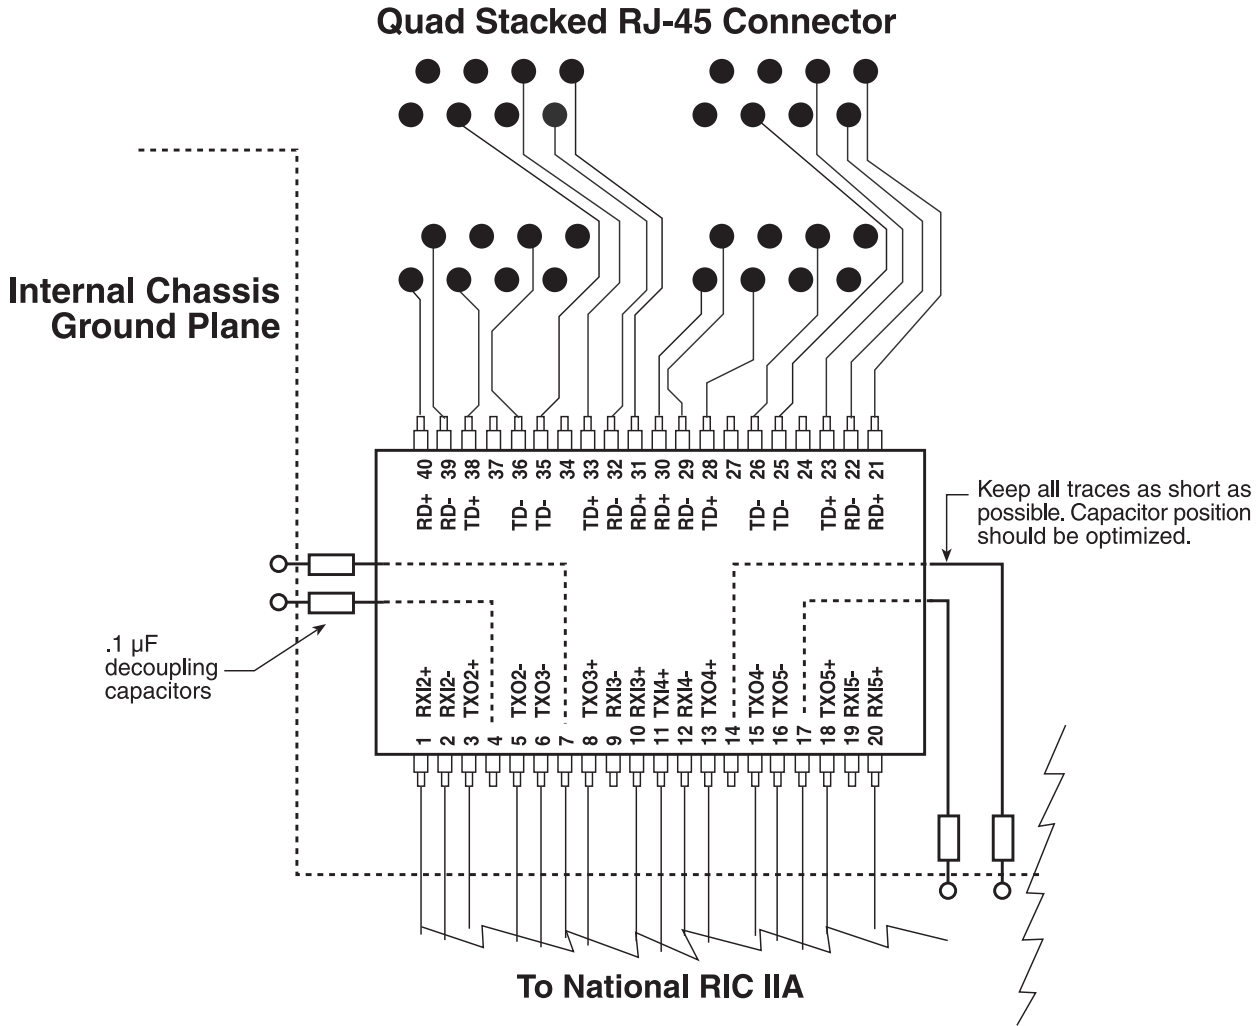 Quad Stacked RJ-45 Connector
Internal Chassis
Ground Plane
40 39 38 37 36 35 34 33 32 31 30 29 28 27 26 25 24 23 22 21
RD+ RD- TD+ TD- TD- TD+ RD- RD+ RD+ RD- TD+ TD- TD- TD+ RD- RD+
Keep all traces as short as
possible. Capacitor position
should be optimized.
.1 µF
decoupling
capacitors
RXI2+ RXI2- TXO2+ TXO2- TXO3- TXO3+ RXI3- RXI3+ TXI4+ RXI4- TXO4+ TXO4- TXO5- TXO5+ RXI5- RXI5+
1 2 3 4 5 6 7 8 9 10 11 12 13 14 15 16 17 18 19 20
To National RIC IIA